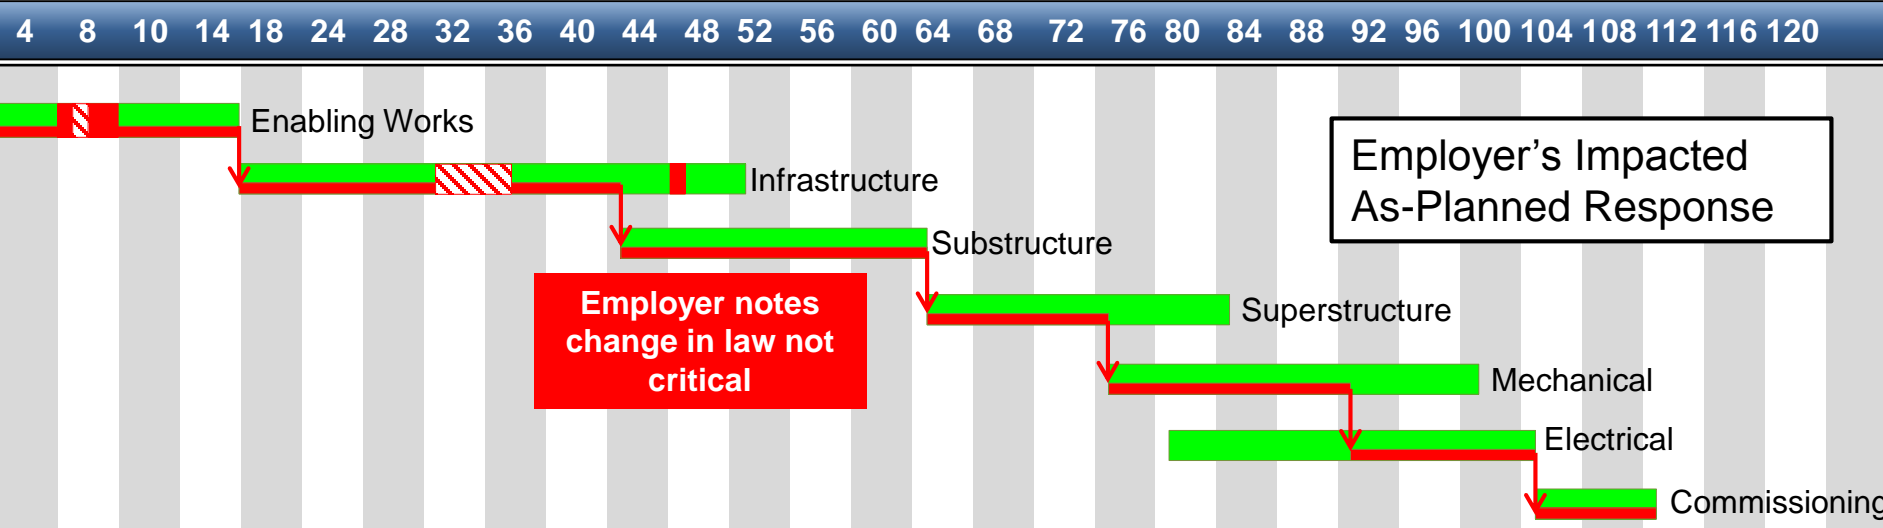 4 8 10 14 18 24 28 32 36 40 44 48 52 56 60 64 68 72 76 80 84 88 92 96 100 104 108 112 116 120
Enabling Works
Employer’s Impacted
As-Planned Response
Infrastructure
Substructure
Employer notes
change in law not
critical
Superstructure
Mechanical
Electrical
Commissioning